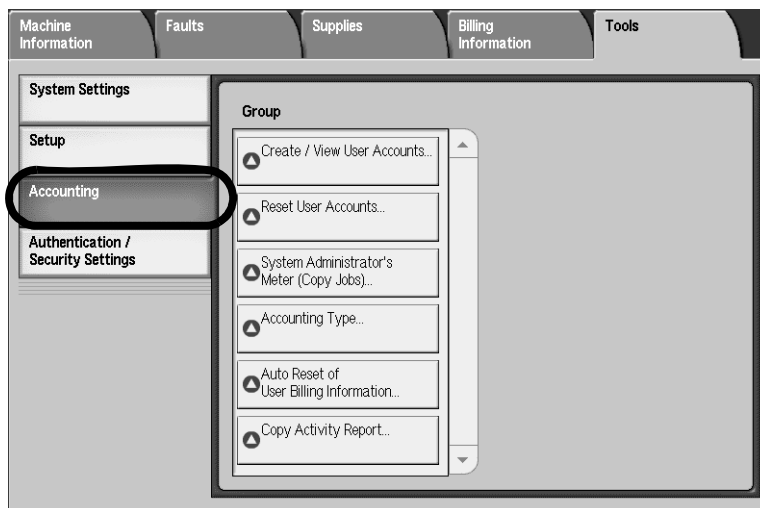 Machine
Information
Faults
Supplies
Billing
Information
Tools
System Settings
Setup
Accounting
Authentication /
Security Settings
Group
Create / View User Accounts...
Reset User Accounts...
System Administrator's
Meter (Copy Jobs)...
Accounting Type...
Auto Reset of
User Billing Information...
Copy Activity Report...